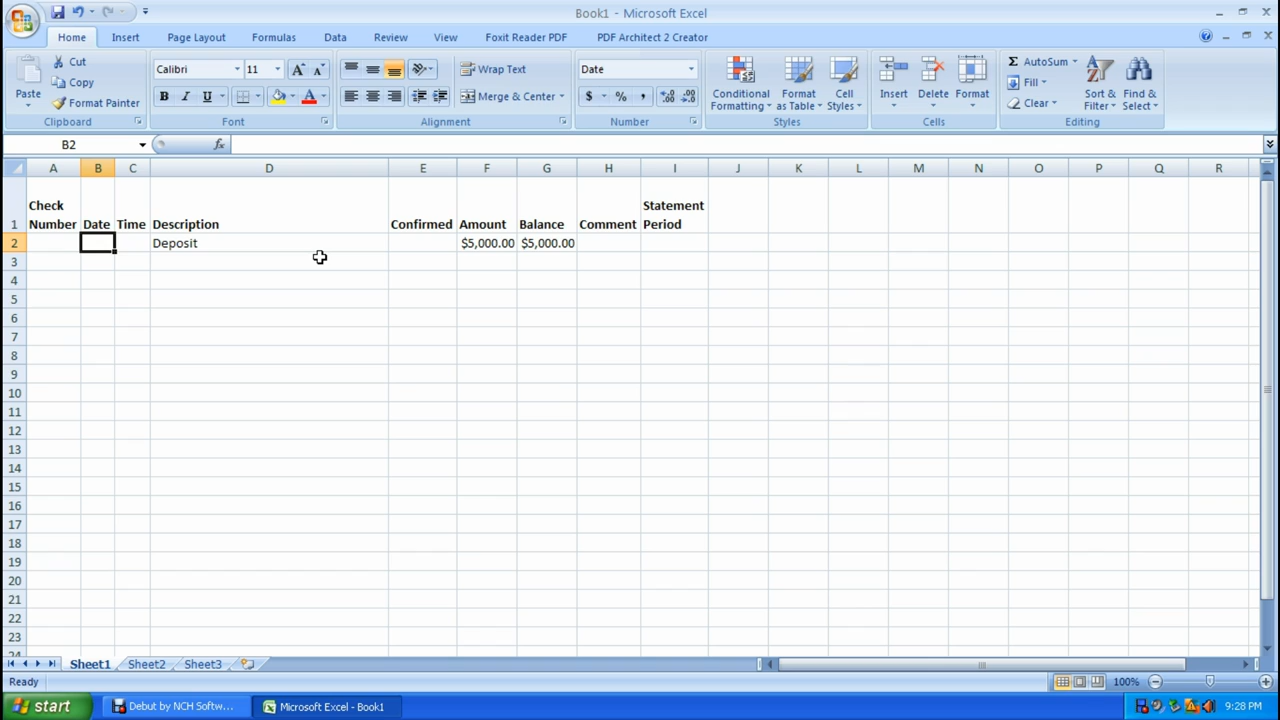 Book1 - Microsoft Excel
Home Insert Page Layout Formulas Data Review View Foxit Reader PDF PDF Architect 2 Creator
Paste
Cut
Copy
Format Painter
Clipboard
Calibri 11
B I U
Font
Wrap Text
Merge & Center
Alignment
Date
$ % ,
Number
Conditional
Formatting
Format
as Table
Cell
Styles
Styles
Insert
Delete
Format
Cells
Σ AutoSum
Fill
Clear
Sort &
Filter
Find &
Select
Editing
B2 fx
A B C D E F G H I J K L M N O P Q R
Check Statement
1 Number Date Time Description Confirmed Amount Balance Comment Period
2 Deposit $5,000.00 $5,000.00
3
4
5
6
7
8
9
10
11
12
13
14
15
16
17
18
19
20
21
22
23
24
Sheet1 Sheet2 Sheet3
Ready 100%
start Debut by NCH Softw... Microsoft Excel - Book1 9:28 PM